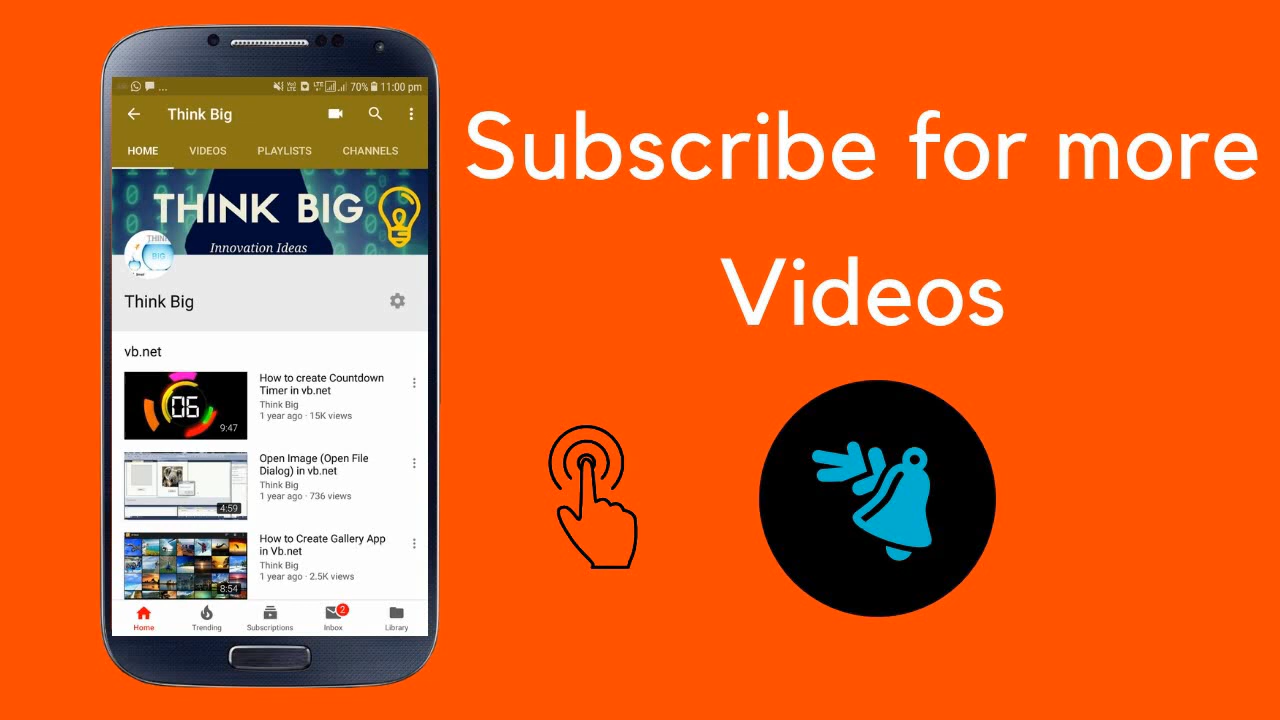 ... 70% 11:00 pm
Think Big
HOME VIDEOS PLAYLISTS CHANNELS
THINK BIG
Innovation Ideas
THINK
BIG
Think Big
vb.net
How to create Countdown
Timer in vb.net
Think Big
1 year ago · 15K views
06
9:47
Open Image (Open File
Dialog) in vb.net
Think Big
1 year ago · 736 views
4:59
How to Create Gallery App
in Vb.net
Think Big
1 year ago · 2.5K views
8:54
2
Home Trending Subscriptions Inbox Library
Subscribe for more
Videos